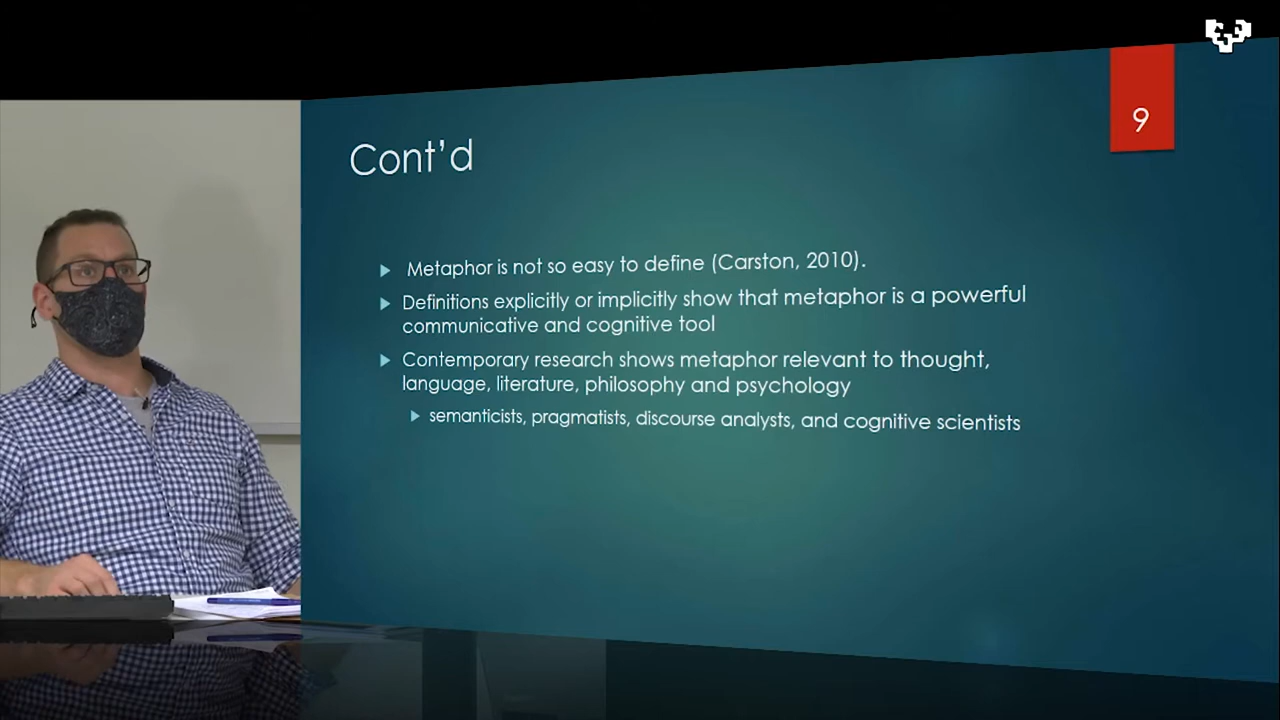 9
Cont’d
Metaphor is not so easy to define (Carston, 2010).
Definitions explicitly or implicitly show that metaphor is a powerful
communicative and cognitive tool
Contemporary research shows metaphor relevant to thought,
language, literature, philosophy and psychology
semanticists, pragmatists, discourse analysts, and cognitive scientists